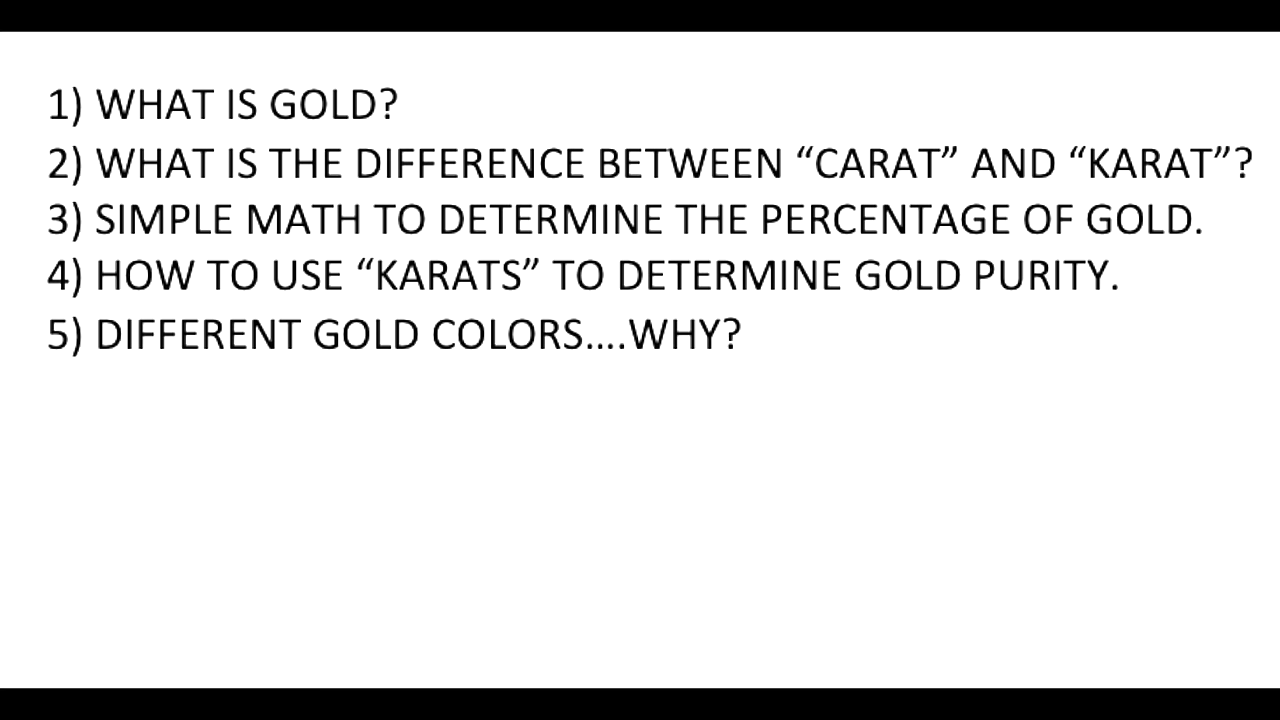 1) WHAT IS GOLD?
2) WHAT IS THE DIFFERENCE BETWEEN “CARAT” AND “KARAT”?
3) SIMPLE MATH TO DETERMINE THE PERCENTAGE OF GOLD.
4) HOW TO USE “KARATS” TO DETERMINE GOLD PURITY.
5) DIFFERENT GOLD COLORS....WHY?